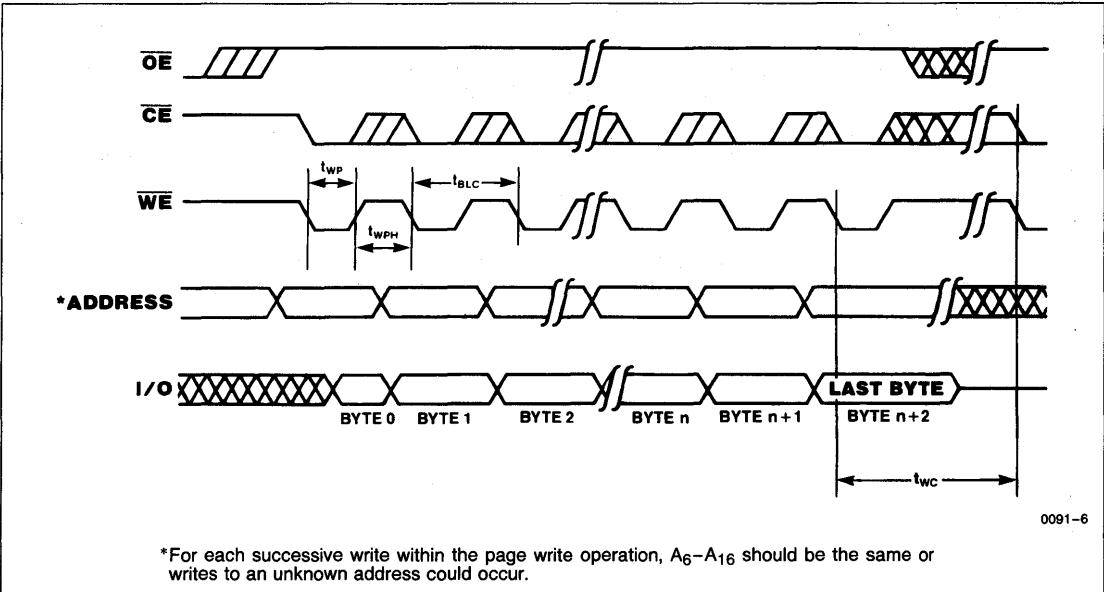 OE
CE
tWP
tBLC
WE
tWPH
*ADDRESS
I/O
LAST BYTE
BYTE 0
BYTE 1
BYTE 2
BYTE n
BYTE n+1
BYTE n+2
tWC
0091–6
*For each successive write within the page write operation, A6–A16 should be the same or
writes to an unknown address could occur.